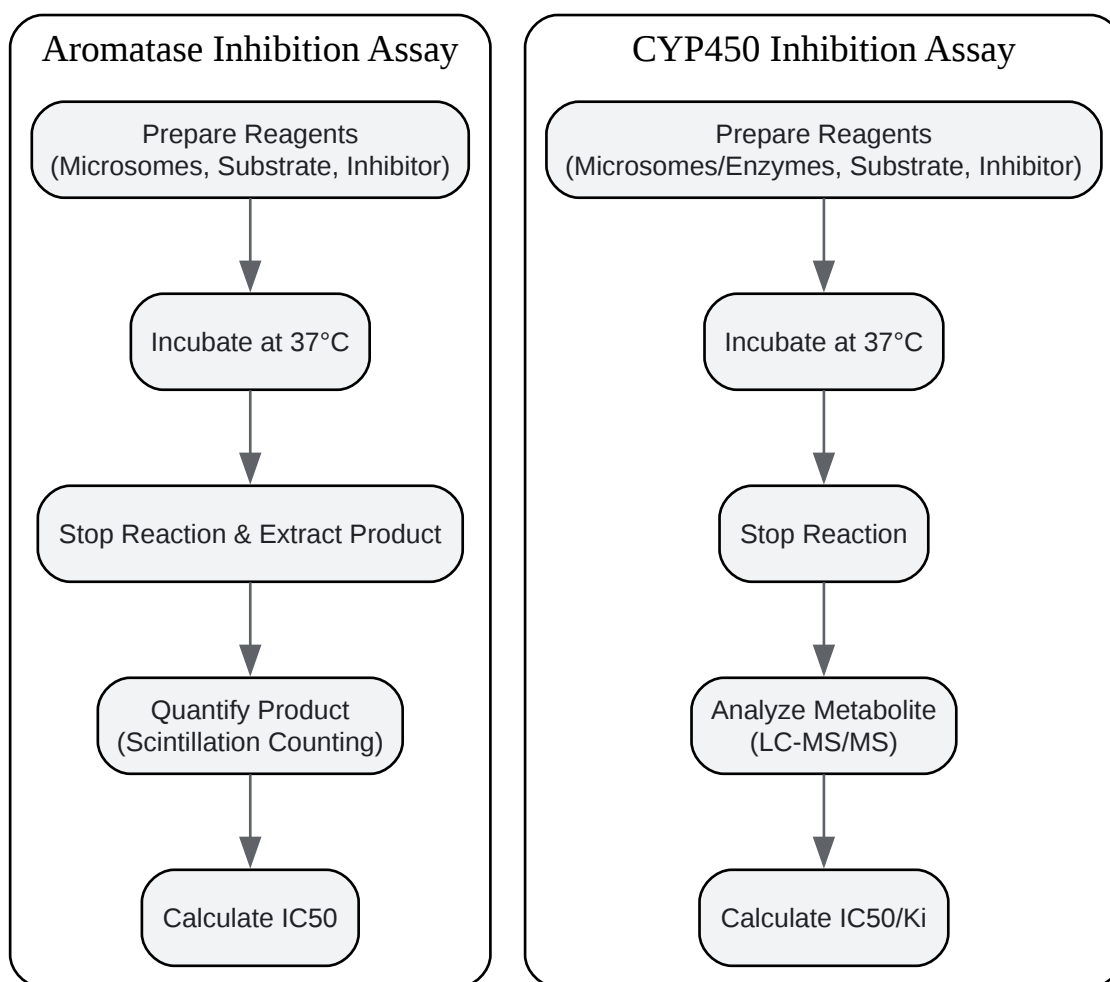 Aromatase Inhibition Assay
Prepare Reagents
(Microsomes, Substrate, Inhibitor)
Incubate at 37°C
Stop Reaction & Extract Product
Quantify Product
(Scintillation Counting)
Calculate IC50
CYP450 Inhibition Assay
Prepare Reagents
(Microsomes/Enzymes, Substrate, Inhibitor)
Incubate at 37°C
Stop Reaction
Analyze Metabolite
(LC-MS/MS)
Calculate IC50/Ki